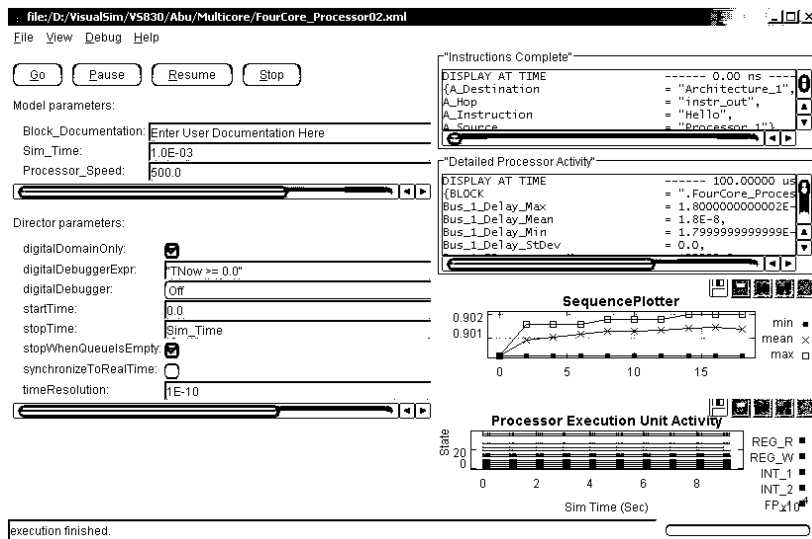 file:/D:/VisualSim/VS830/Abu/Multicore/FourCore_Processor02.xml
File View Debug Help
Go Pause Resume Stop
Model parameters:
Block_Documentation: Enter User Documentation Here
Sim_Time: 1.0E-03
Processor_Speed: 500.0
Director parameters:
digitalDomainOnly:
digitalDebuggerExpr: "TNow >= 0.0"
digitalDebugger: Off
startTime: 0.0
stopTime: Sim_Time
stopWhenQueueIsEmpty:
synchronizeToRealTime:
timeResolution: 1E-10
"Instructions Complete"
DISPLAY AT TIME ------ 0.00 ns ----
{A_Destination = "Architecture_1",
A_Hop = "instr_out",
A_Instruction = "Hello",
A_Source = "Processor_1"}
"Detailed Processor Activity"
DISPLAY AT TIME ------ 100.00000 us
{BLOCK = ".FourCore_Proces
Bus_1_Delay_Max = 1.8000000000002E-
Bus_1_Delay_Mean = 1.8E-8,
Bus_1_Delay_Min = 1.7999999999999E-
Bus_1_Delay_StDev = 0.0,
SequencePlotter
0.902
0.901
min
mean
max
0 5 10 15
Processor Execution Unit Activity
State
20
0
REG_R
REG_W
INT_1
INT_2
0 2 4 6 8
x10^-4
Sim Time (Sec)
execution finished.